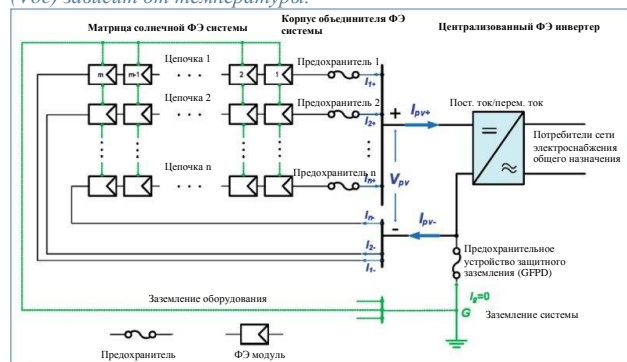 (Voc) зависит от температуры.
Матрица солнечной ФЭ системы
Корпус объединителя ФЭ
системы
Централизованный ФЭ инвертер
Цепочка 1
Предохранитель 1
m
m-1
2
1
I1+
Цепочка 2
Предохранитель 2
I2+
+
Ipv+
Пост. ток/перем. ток
Потребители сети
электроснабжения
общего назначения
Цепочка n
Предохранитель n
In+
Vpv
In-
I2-
I1-
-
Ipv-
Предохранительное
устройство защитного
заземления (GFPD)
Заземление оборудования
Ig=0
G
Заземление системы
Предохранитель
ФЭ модуль